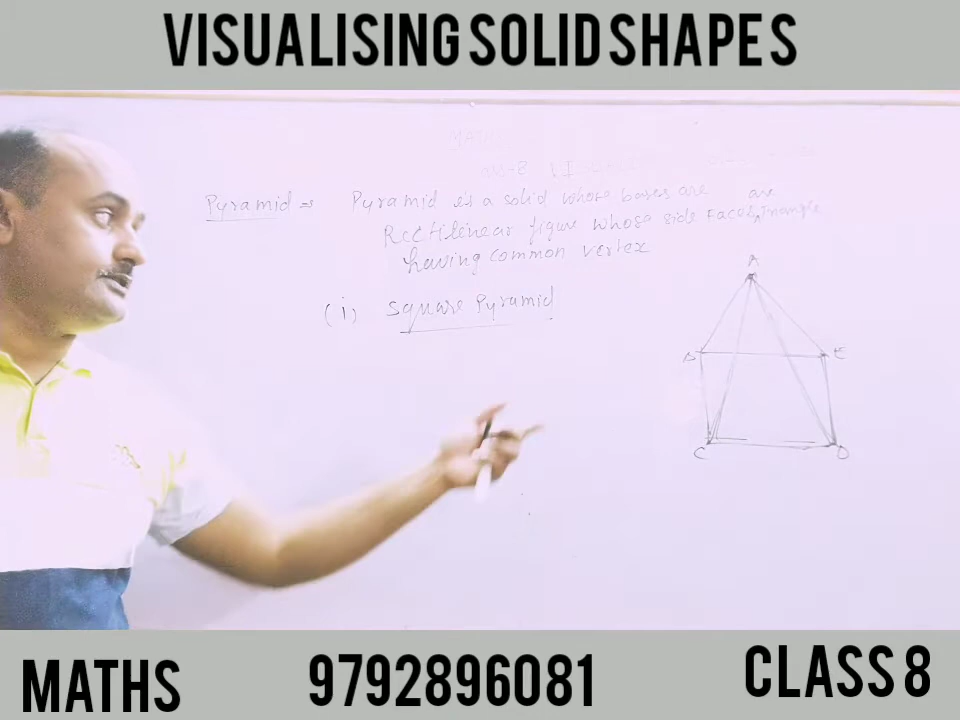 VISUALISING SOLID SHAPES
Pyramid ⇒ Pyramid is a solid whose bases are
Rectilinear figure whose side Faces, are Triangle
having common vertex
(i) Square Pyramid
A
B E
C D
MATHS 9792896081 CLASS 8